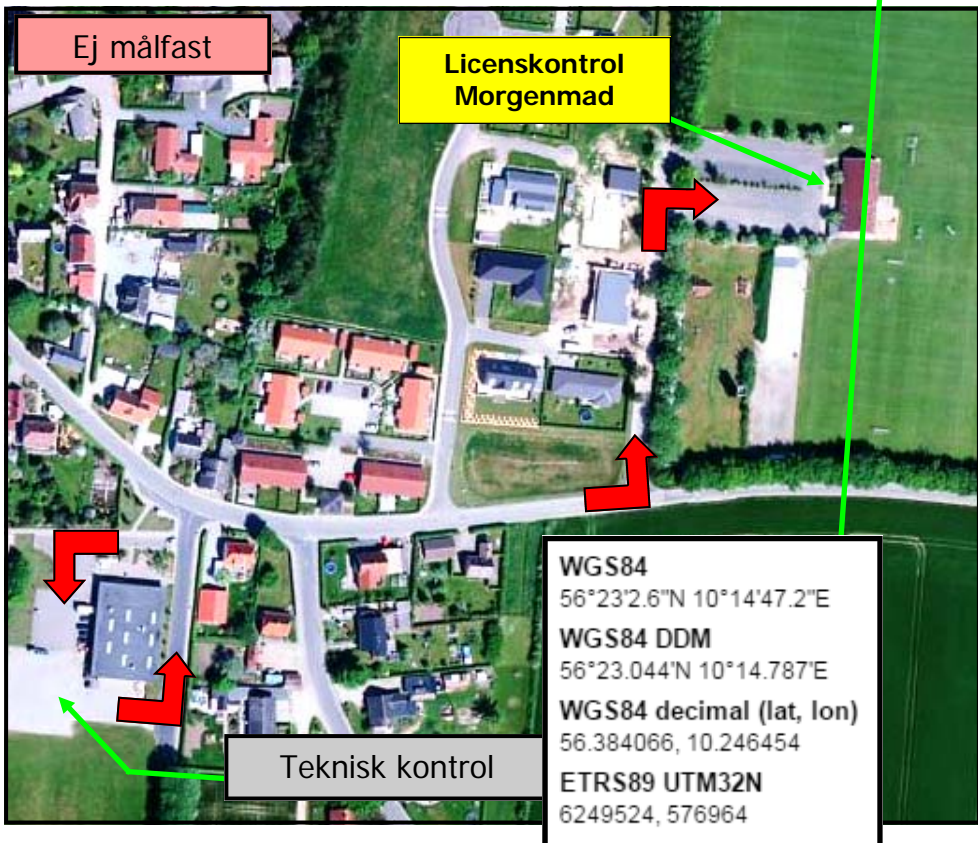 Ej målfast
Licenskontrol
Morgenmad
WGS84
56°23'2.6"N 10°14'47.2"E
WGS84 DDM
56°23.044'N 10°14.787'E
WGS84 decimal (lat, lon)
56.384066, 10.246454
ETRS89 UTM32N
6249524, 576964
Teknisk kontrol